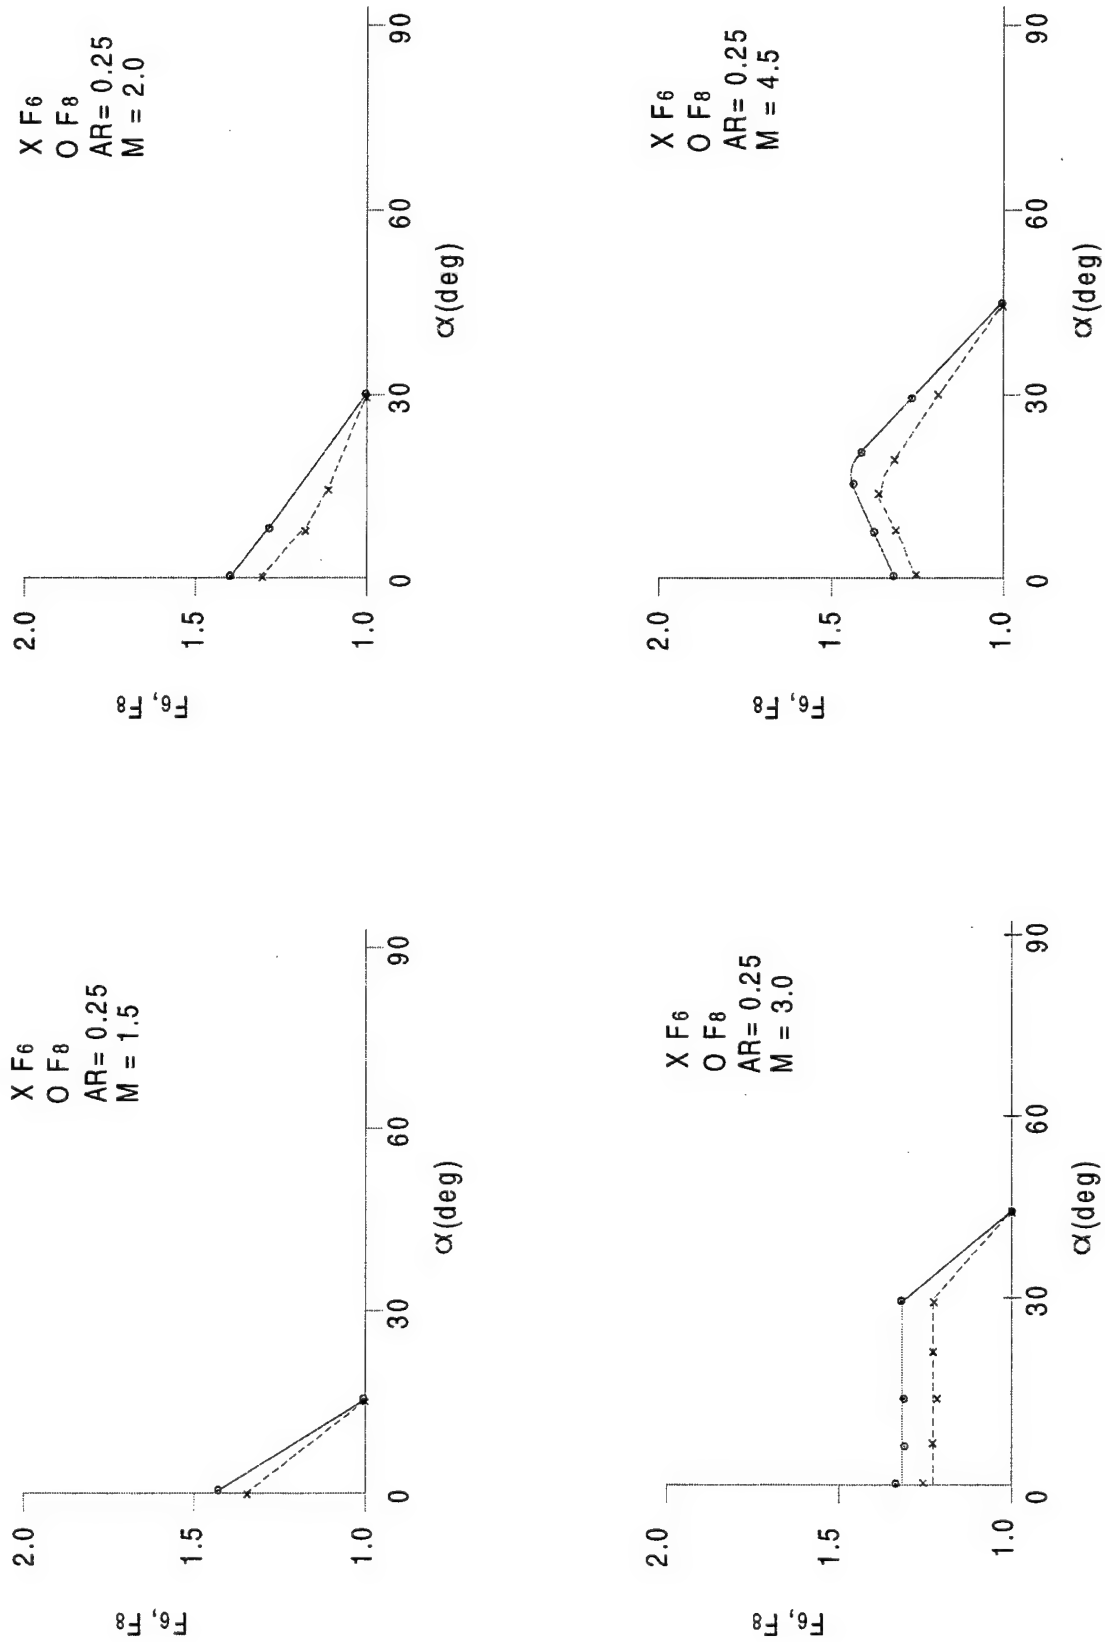 X F6
O F8
AR= 0.25
M = 1.5
2.0
1.5
1.0
F6, F8
0
30
60
90
α(deg)
X F6
O F8
AR= 0.25
M = 2.0
2.0
1.5
1.0
F6, F8
0
30
60
90
α(deg)
X F6
O F8
AR= 0.25
M = 3.0
2.0
1.5
1.0
F6, F8
0
30
60
90
α(deg)
X F6
O F8
AR= 0.25
M = 4.5
2.0
1.5
1.0
F6, F8
0
30
60
90
α(deg)